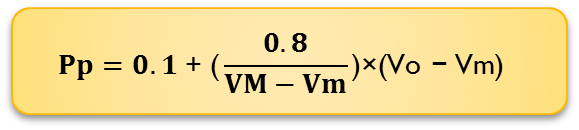 Pp = 0.1 + (0.8 / VM − Vm)×(Vo − Vm)